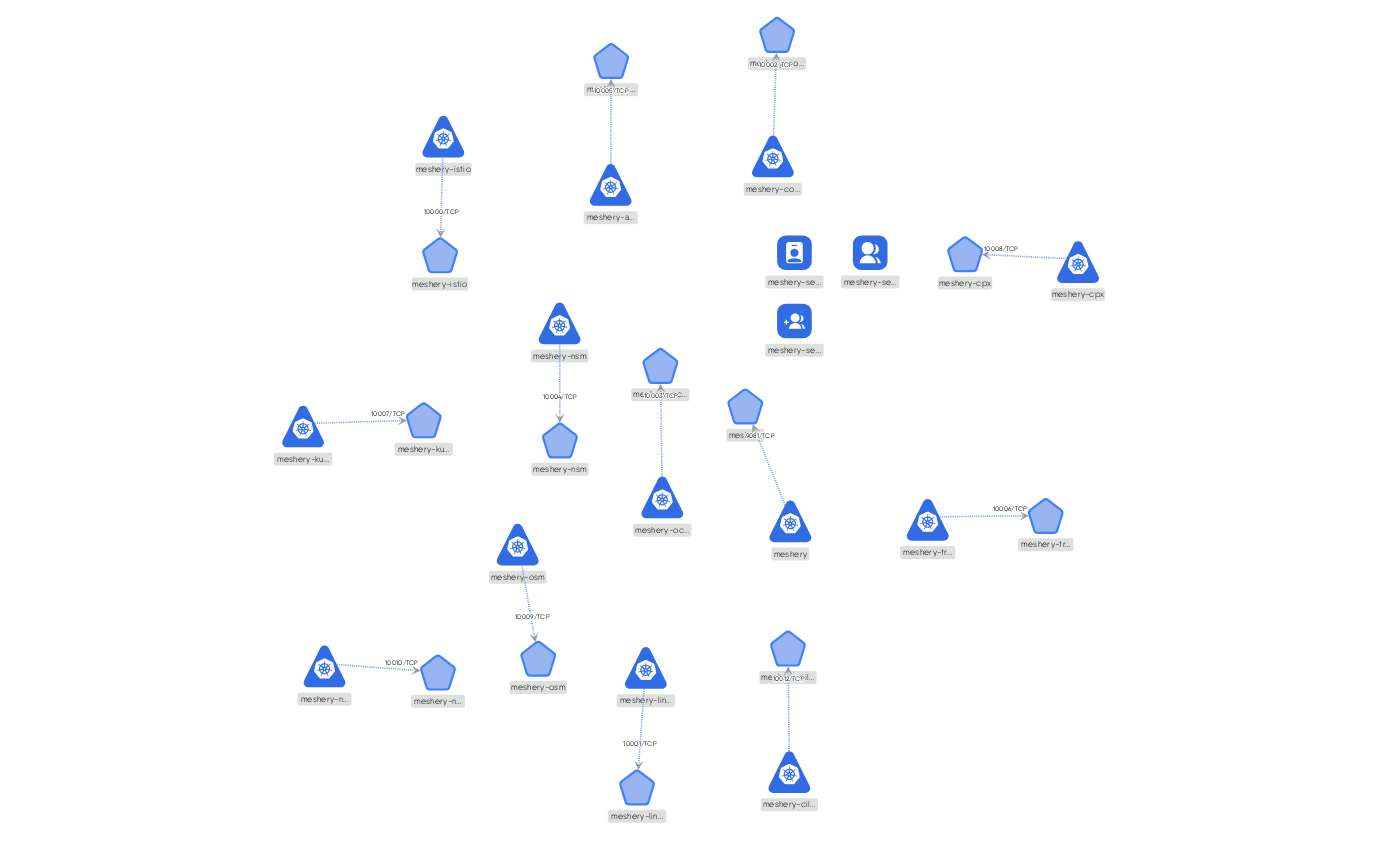 10002/TCP
10005/TCP
meshery-istio
meshery-co...
10000/TCP
meshery-a...
10008/TCP
meshery-istio
meshery-se...
meshery-se...
meshery-cpx
meshery-cpx
meshery-nsm
meshery-se...
10004/TCP
10003/TCP
10007/TCP
9081/TCP
meshery-ku...
meshery-ku...
meshery-nsm
10006/TCP
meshery-oc...
meshery
meshery-tr...
meshery-tr...
meshery-osm
10009/TCP
10010/TCP
10012/TCP
meshery-osm
meshery-n...
meshery-n...
meshery-lin...
10001/TCP
meshery-cil...
meshery-lin...